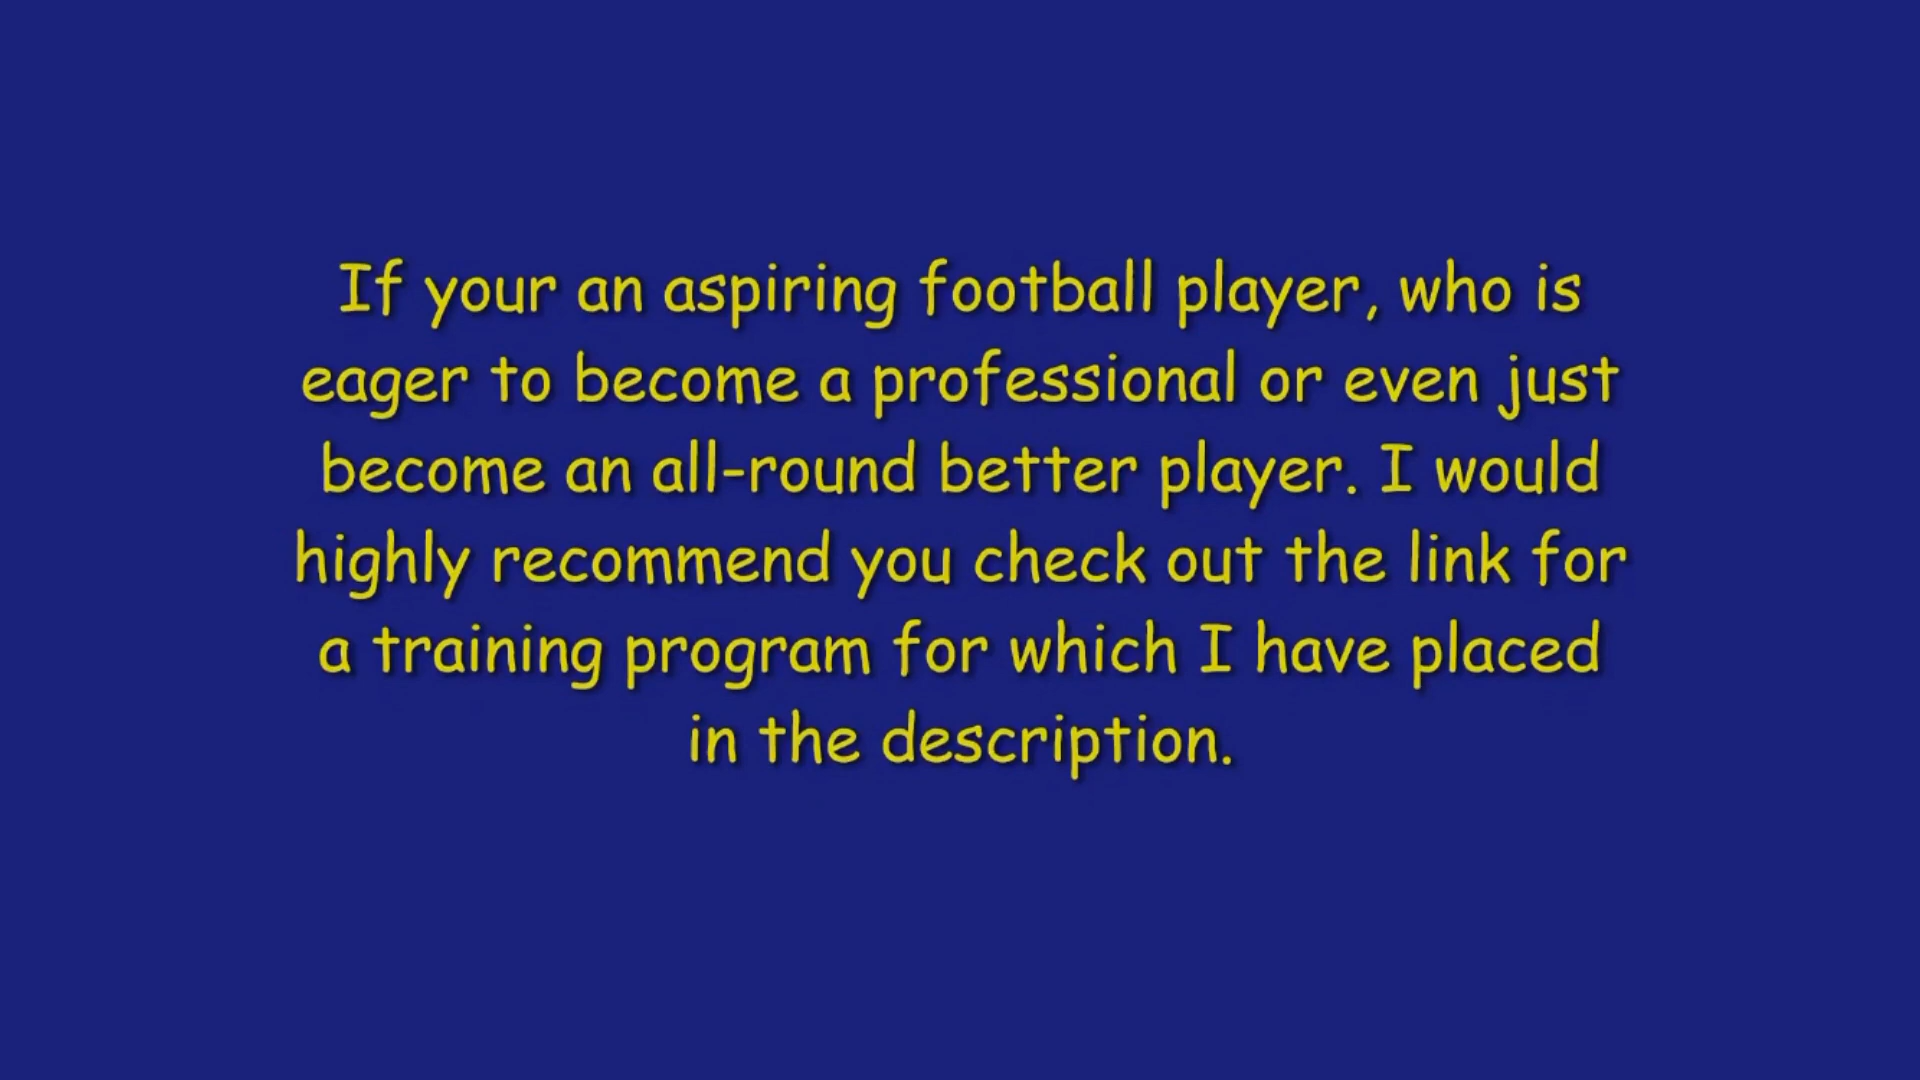 If your an aspiring football player, who is
eager to become a professional or even just
become an all-round better player. I would
highly recommend you check out the link for
a training program for which I have placed
in the description.